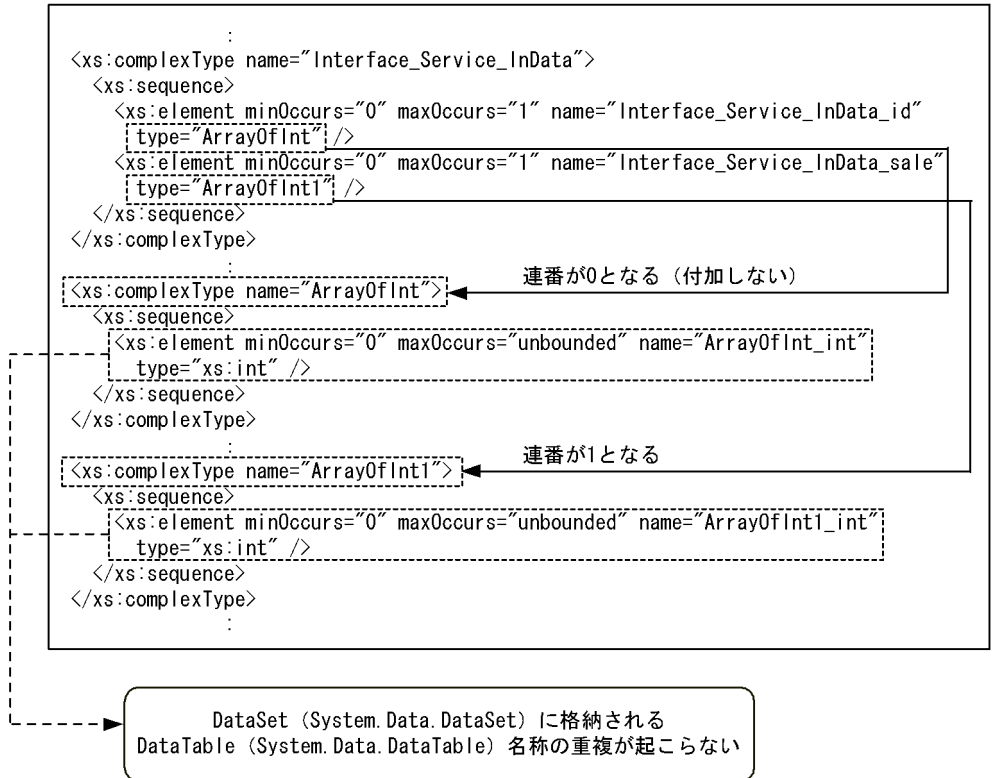 :
<xs:complexType name="Interface_Service_InData">
<xs:sequence>
<xs:element minOccurs="0" maxOccurs="1" name="Interface_Service_InData_id"
type="ArrayOfInt" />
<xs:element minOccurs="0" maxOccurs="1" name="Interface_Service_InData_sale"
type="ArrayOfInt1" />
</xs:sequence>
</xs:complexType>
:
連番が0となる（付加しない）
<xs:complexType name="ArrayOfInt">
<xs:sequence>
<xs:element minOccurs="0" maxOccurs="unbounded" name="ArrayOfInt_int"
type="xs:int" />
</xs:sequence>
</xs:complexType>
:
連番が1となる
<xs:complexType name="ArrayOfInt1">
<xs:sequence>
<xs:element minOccurs="0" maxOccurs="unbounded" name="ArrayOfInt1_int"
type="xs:int" />
</xs:sequence>
</xs:complexType>
:
DataSet（System.Data.DataSet）に格納される
DataTable（System.Data.DataTable）名称の重複が起こらない